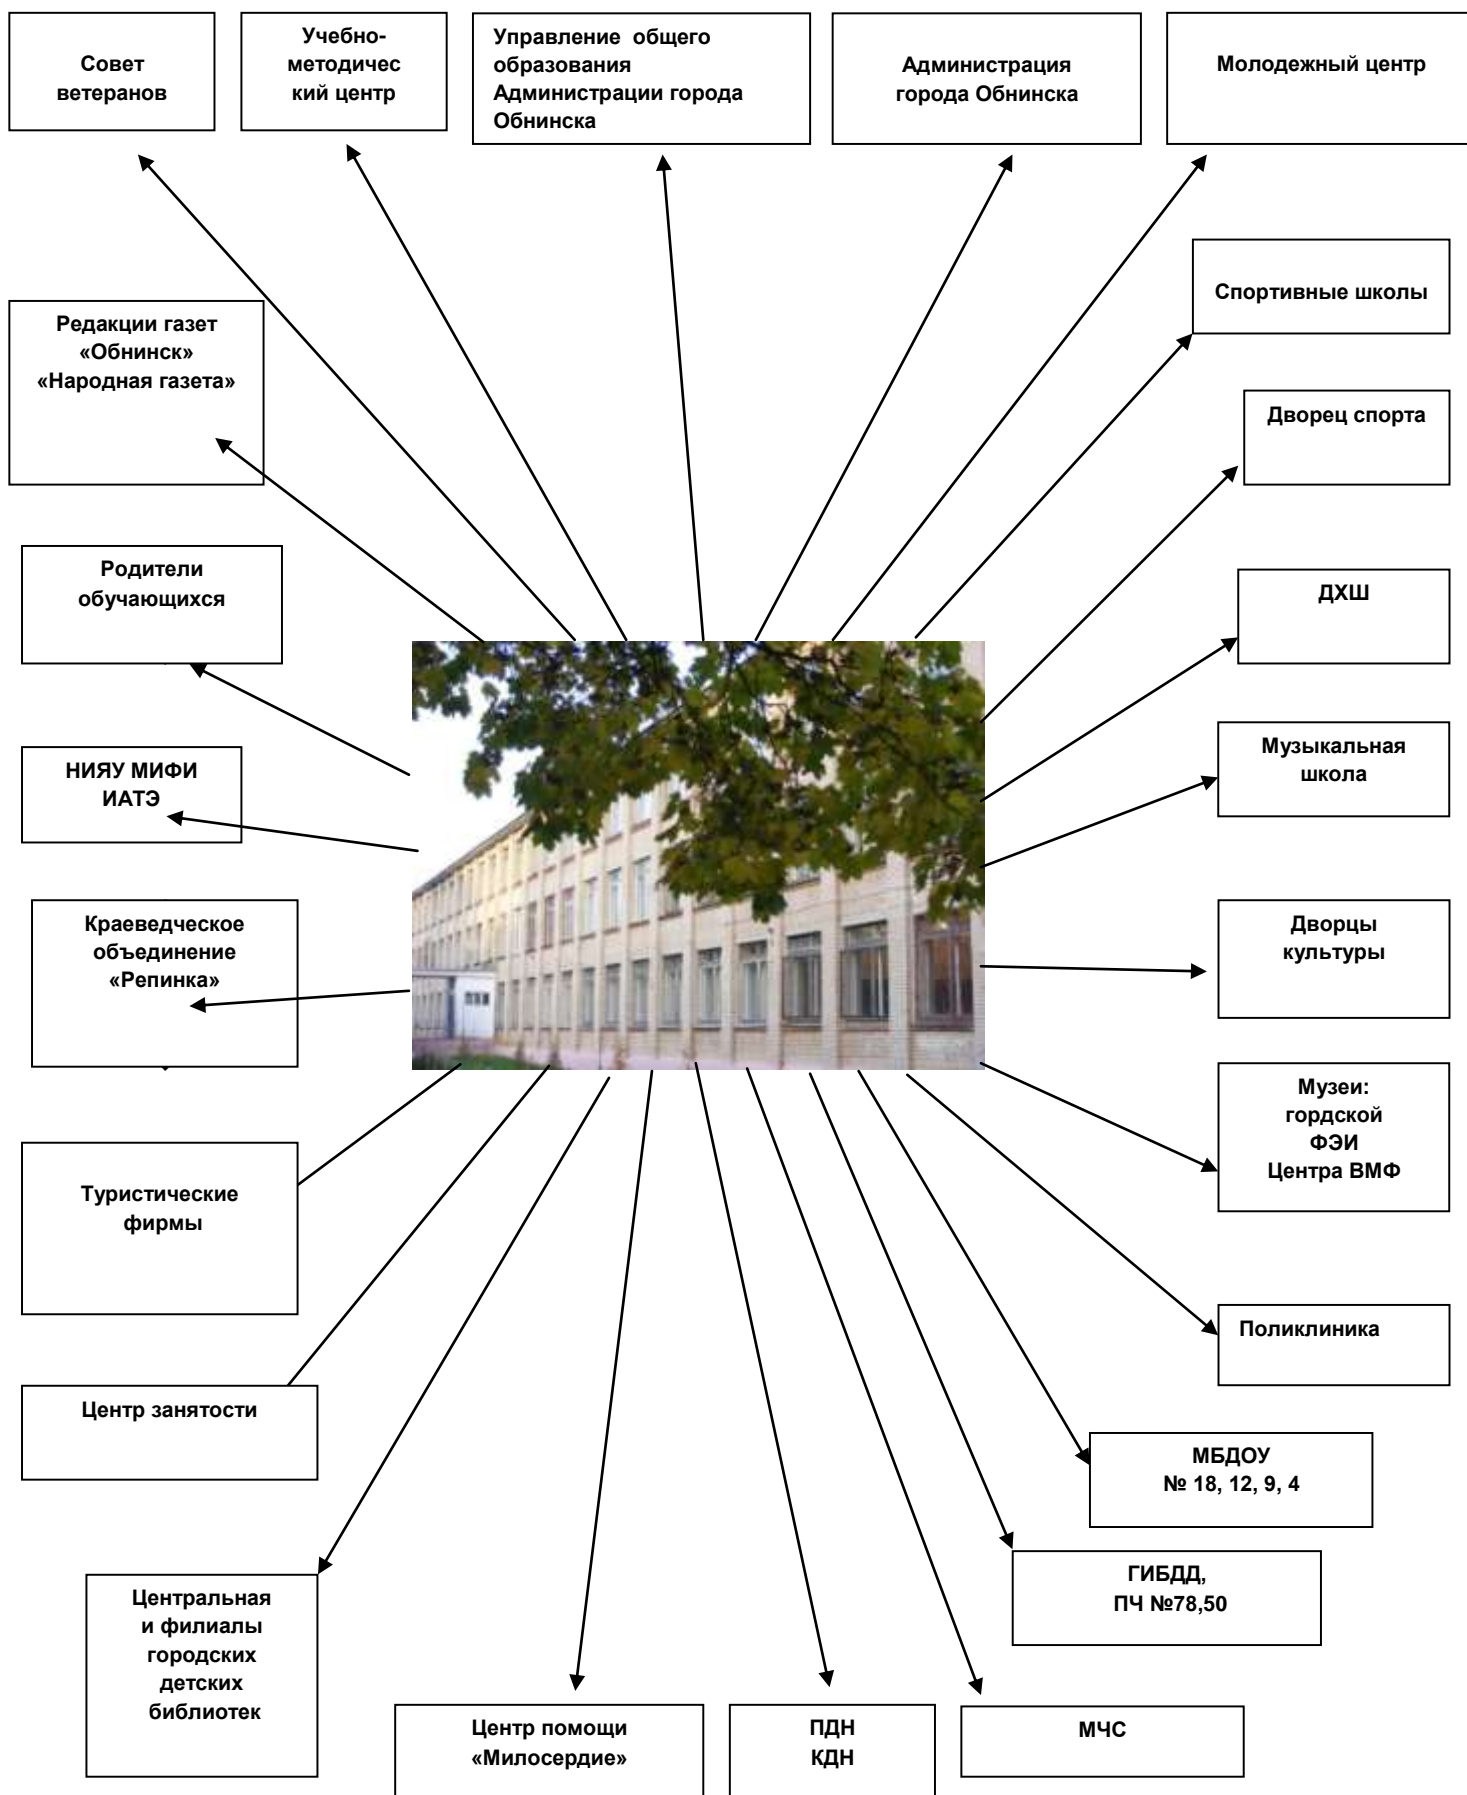 Совет
ветеранов
Учебно-
методичес
кий центр
Управление общего
образования
Администрации города
Обнинска
Администрация
города Обнинска
Молодежный центр
Спортивные школы
Редакции газет
«Обнинск»
«Народная газета»
Дворец спорта
Родители
обучающихся
ДХШ
НИЯУ МИФИ
ИАТЭ
Музыкальная
школа
Краеведческое
объединение
«Репинка»
Дворцы
культуры
Музеи:
гордской
ФЭИ
Центра ВМФ
Туристические
фирмы
Поликлиника
Центр занятости
МБДОУ
№ 18, 12, 9, 4
ГИБДД,
ПЧ №78,50
Центральная
и филиалы
городских
детских
библиотек
Центр помощи
«Милосердие»
ПДН
КДН
МЧС